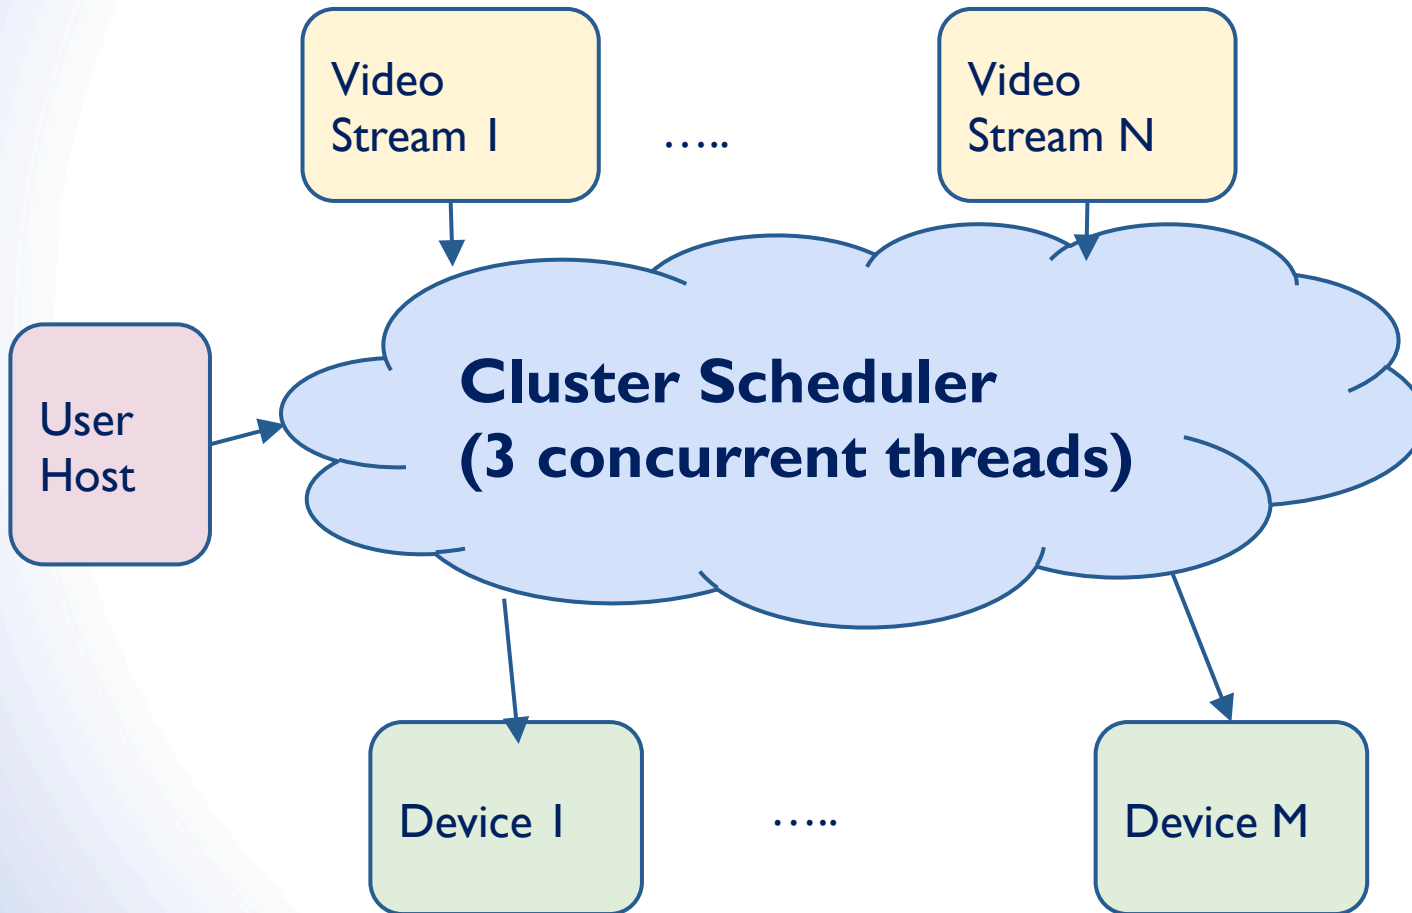 Video
Stream 1
.....
Video
Stream N
Cluster Scheduler
(3 concurrent threads)
User
Host
Device 1
.....
Device M